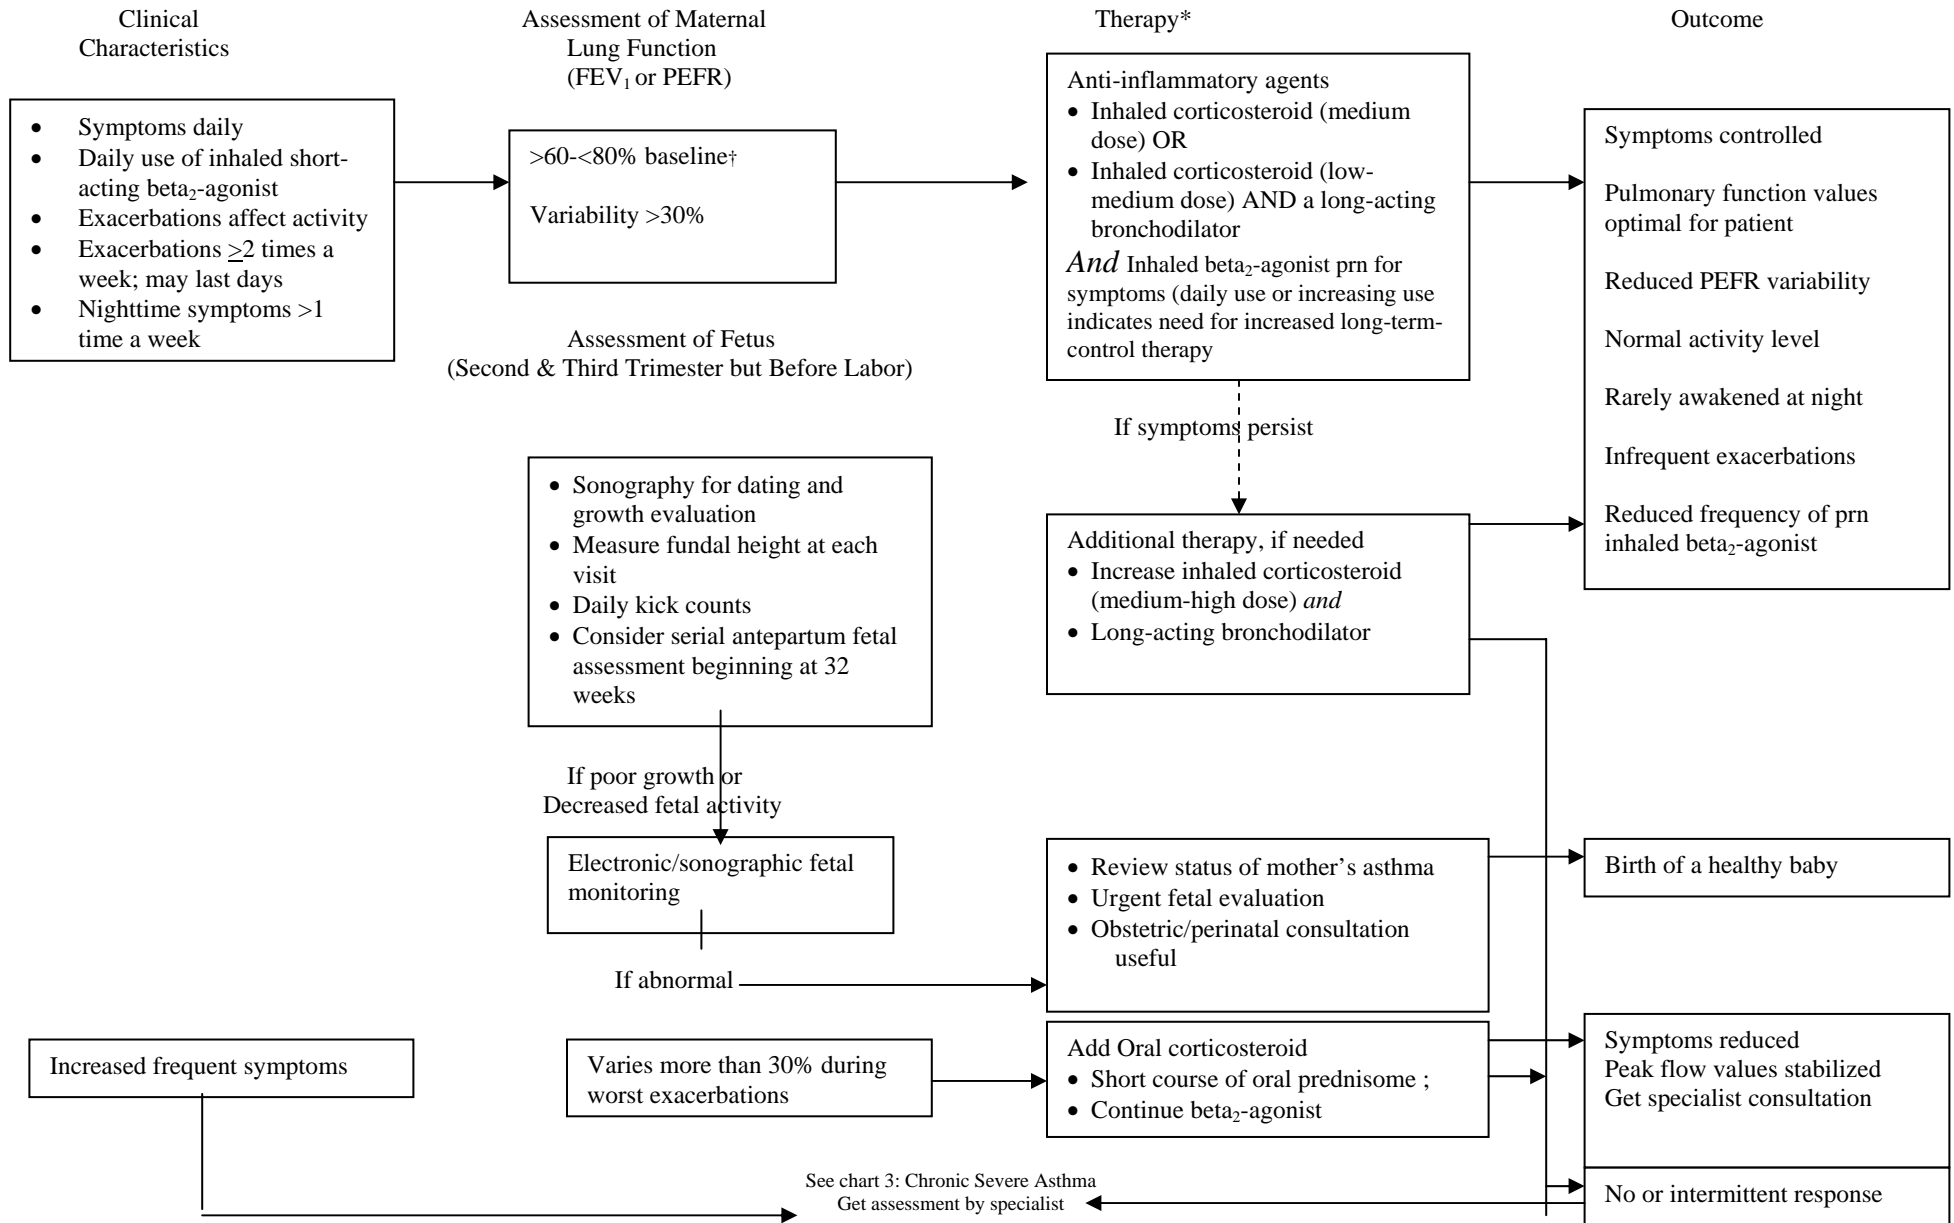 Clinical
Characteristics
Assessment of Maternal
Lung Function
(FEV1 or PEFR)
Therapy*
Outcome
• Symptoms daily
• Daily use of inhaled short-
acting beta2-agonist
• Exacerbations affect activity
• Exacerbations >2 times a
week; may last days
• Nighttime symptoms >1
time a week
>60-<80% baseline†
Variability >30%
Anti-inflammatory agents
• Inhaled corticosteroid (medium
dose) OR
• Inhaled corticosteroid (low-
medium dose) AND a long-acting
bronchodilator
And Inhaled beta2-agonist prn for
symptoms (daily use or increasing use
indicates need for increased long-term-
control therapy
Symptoms controlled
Pulmonary function values
optimal for patient
Reduced PEFR variability
Normal activity level
Rarely awakened at night
Infrequent exacerbations
Reduced frequency of prn
inhaled beta2-agonist
Assessment of Fetus
(Second & Third Trimester but Before Labor)
If symptoms persist
• Sonography for dating and
growth evaluation
• Measure fundal height at each
visit
• Daily kick counts
• Consider serial antepartum fetal
assessment beginning at 32
weeks
Additional therapy, if needed
• Increase inhaled corticosteroid
(medium-high dose) and
• Long-acting bronchodilator
If poor growth or
Decreased fetal activity
Electronic/sonographic fetal
monitoring
If abnormal
• Review status of mother’s asthma
• Urgent fetal evaluation
• Obstetric/perinatal consultation
useful
Birth of a healthy baby
Increased frequent symptoms
Varies more than 30% during
worst exacerbations
Add Oral corticosteroid
• Short course of oral prednisome ;
• Continue beta2-agonist
Symptoms reduced
Peak flow values stabilized
Get specialist consultation
See chart 3: Chronic Severe Asthma
Get assessment by specialist
No or intermittent response